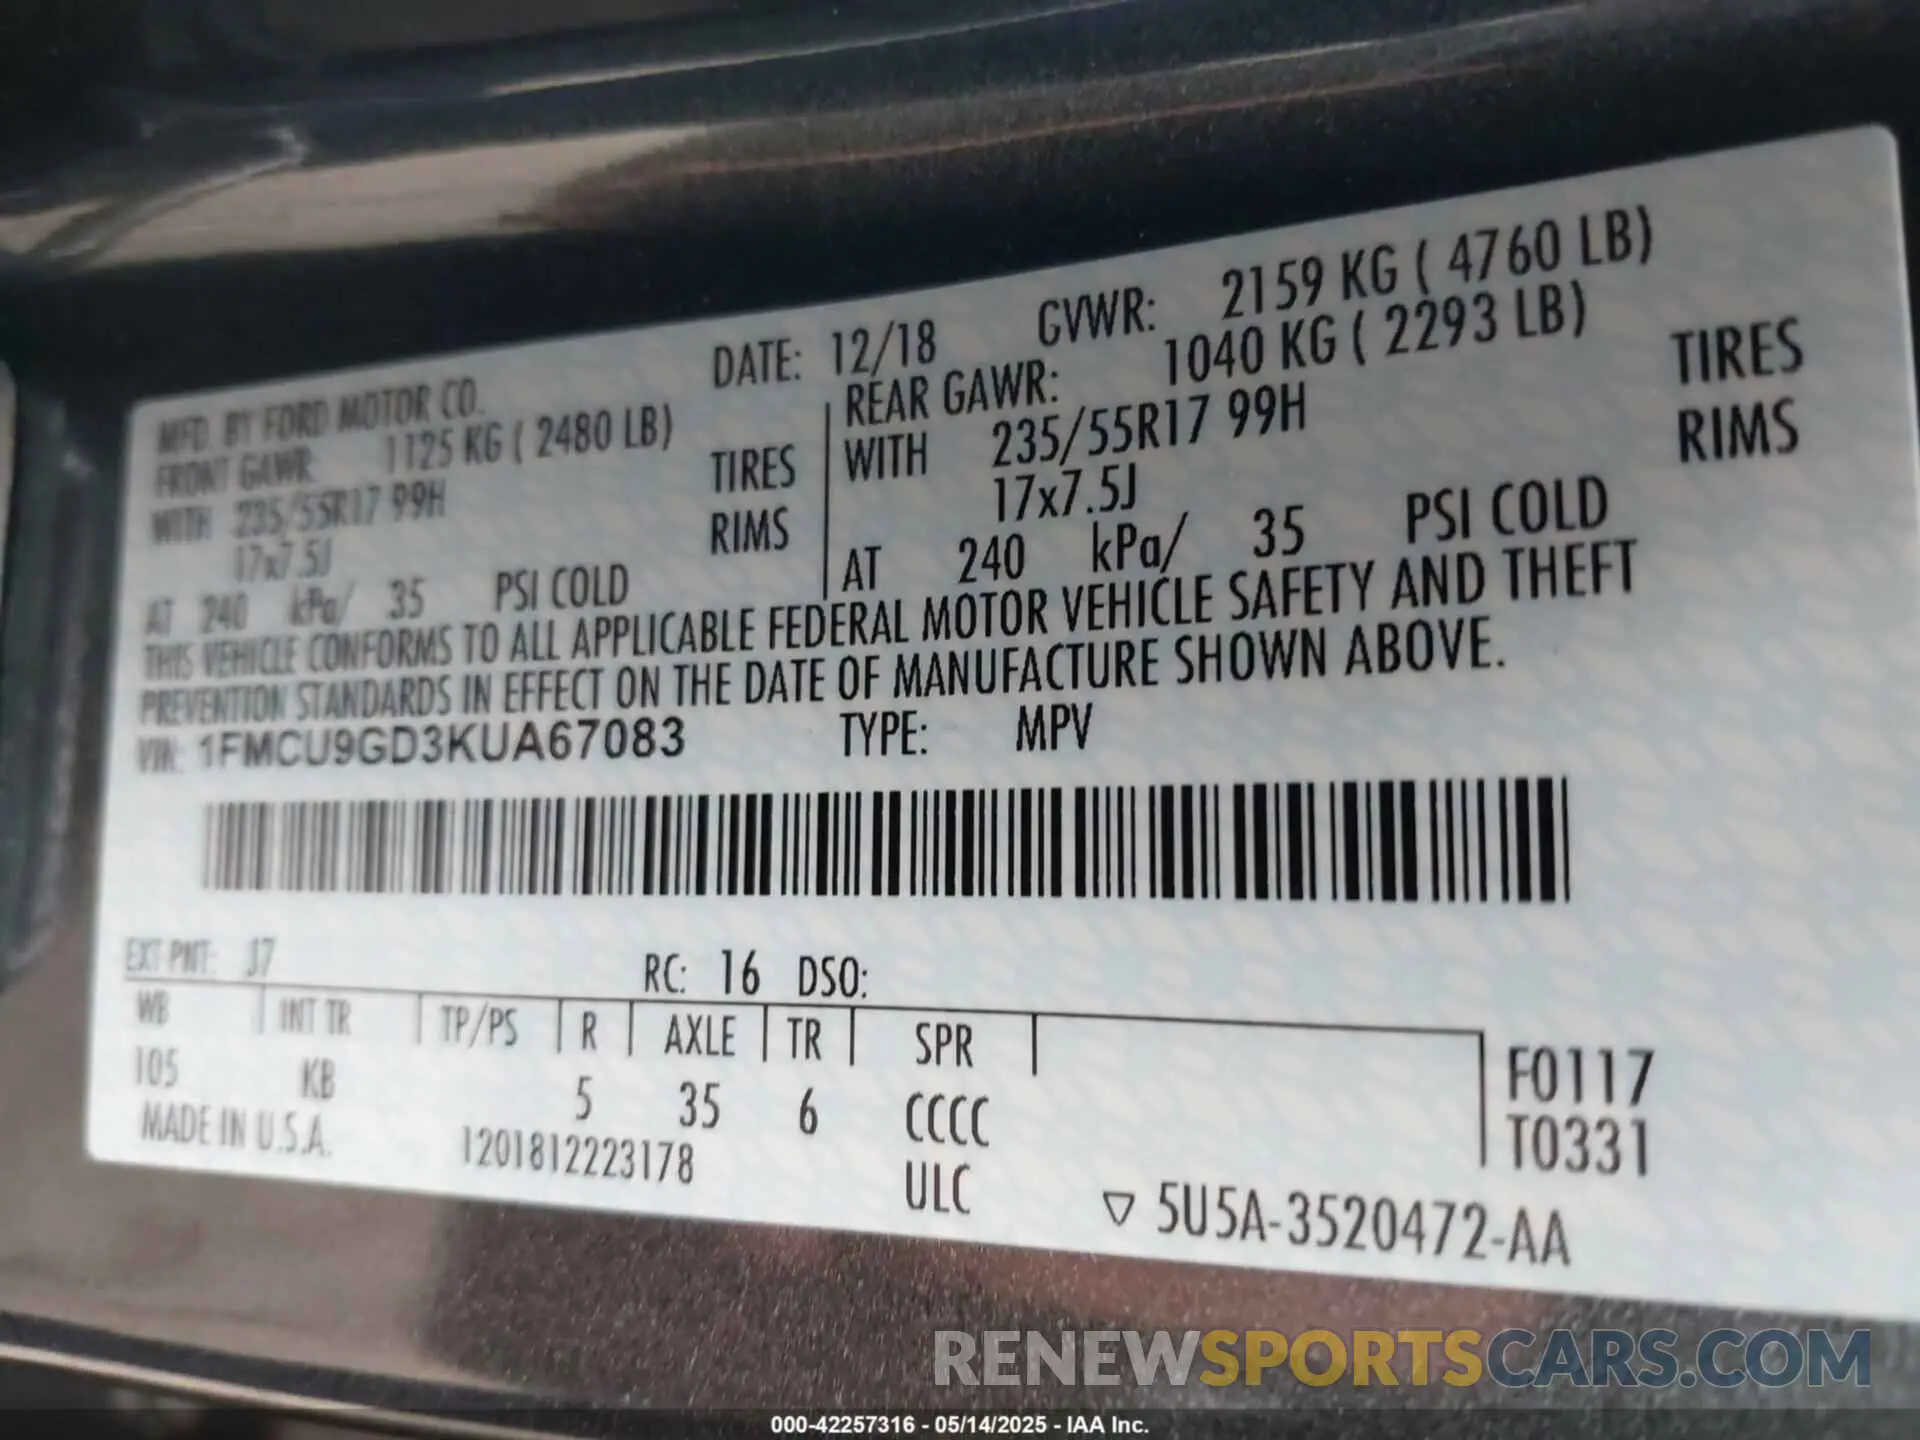 MFD. BY FORD MOTOR CO. DATE: 12/18 GVWR: 2159 KG ( 4760 LB)
FRONT GAWR: 1125 KG ( 2480 LB) REAR GAWR: 1040 KG ( 2293 LB)
WITH 235/55R17 99H TIRES WITH 235/55R17 99H TIRES
17x7.5J RIMS 17x7.5J RIMS
AT 240 kPa/ 35 PSI COLD AT 240 kPa/ 35 PSI COLD
THIS VEHICLE CONFORMS TO ALL APPLICABLE FEDERAL MOTOR VEHICLE SAFETY AND THEFT
PREVENTION STANDARDS IN EFFECT ON THE DATE OF MANUFACTURE SHOWN ABOVE.
VIN: 1FMCU9GD3KUA67083 TYPE: MPV
EXT PNT: J7 RC: 16 DSO:
WB INT TR TP/PS R AXLE TR SPR
105 KB 5 35 6 CCCC F0117
MADE IN U.S.A. 1201812223178 ULC T0331
▽ 5U5A-3520472-AA
RENEWSPORTSCARS.COM
000-42257316 - 05/14/2025 - IAA Inc.